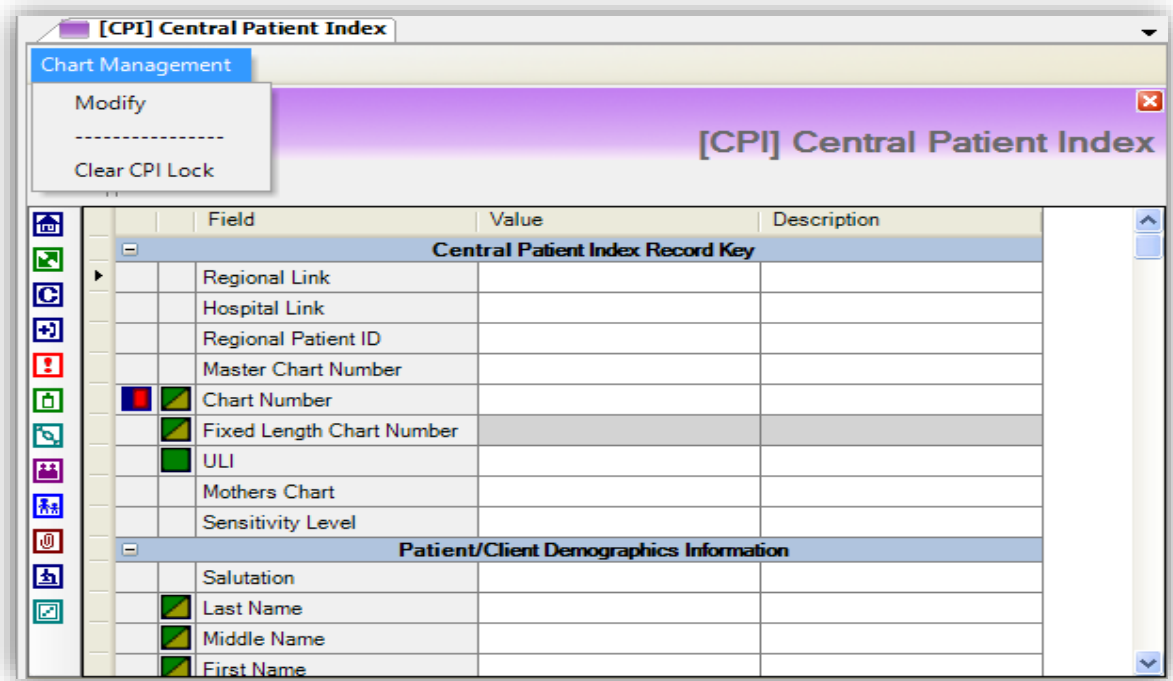 [CPI] Central Patient Index
Chart Management
Modify
----------------
Clear CPI Lock
[CPI] Central Patient Index
Field Value Description
Central Patient Index Record Key
Regional Link
Hospital Link
Regional Patient ID
Master Chart Number
Chart Number
Fixed Length Chart Number
ULI
Mothers Chart
Sensitivity Level
Patient/Client Demographics Information
Salutation
Last Name
Middle Name
First Name